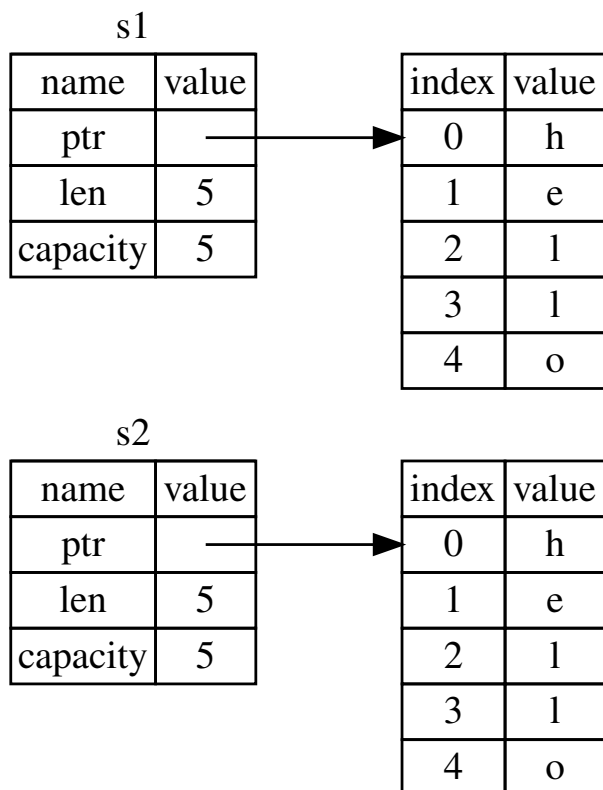 s1
name value
ptr
len 5
capacity 5
index value
0 h
1 e
2 l
3 l
4 o
s2
name value
ptr
len 5
capacity 5
index value
0 h
1 e
2 l
3 l
4 o